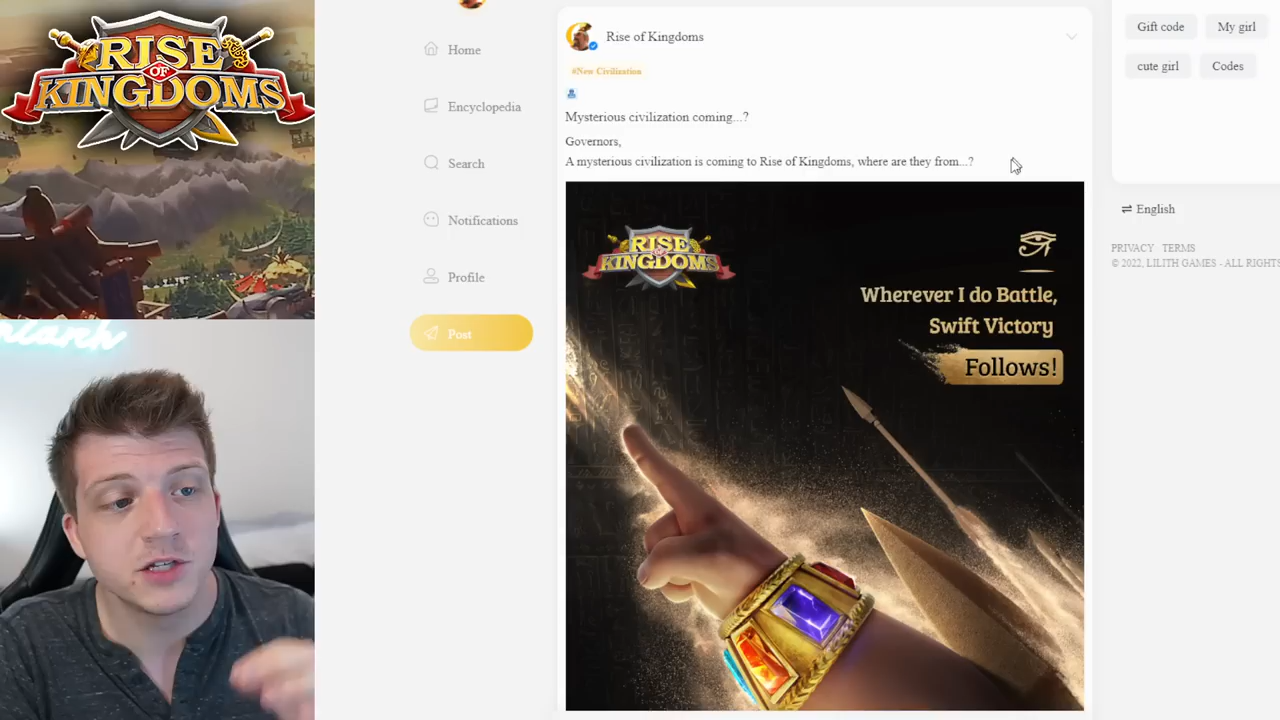 RISE
OF
KINGDOMS
Home
Encyclopedia
Search
Notifications
Profile
Post
Rise of Kingdoms
#New Civilization
Mysterious civilization coming...?
Governors,
A mysterious civilization is coming to Rise of Kingdoms, where are they from...?
RISE
OF
KINGDOMS
Wherever I do Battle,
Swift Victory
Follows!
Gift code
My girl
cute girl
Codes
English
PRIVACY TERMS
© 2022, LILITH GAMES - ALL RIGHTS